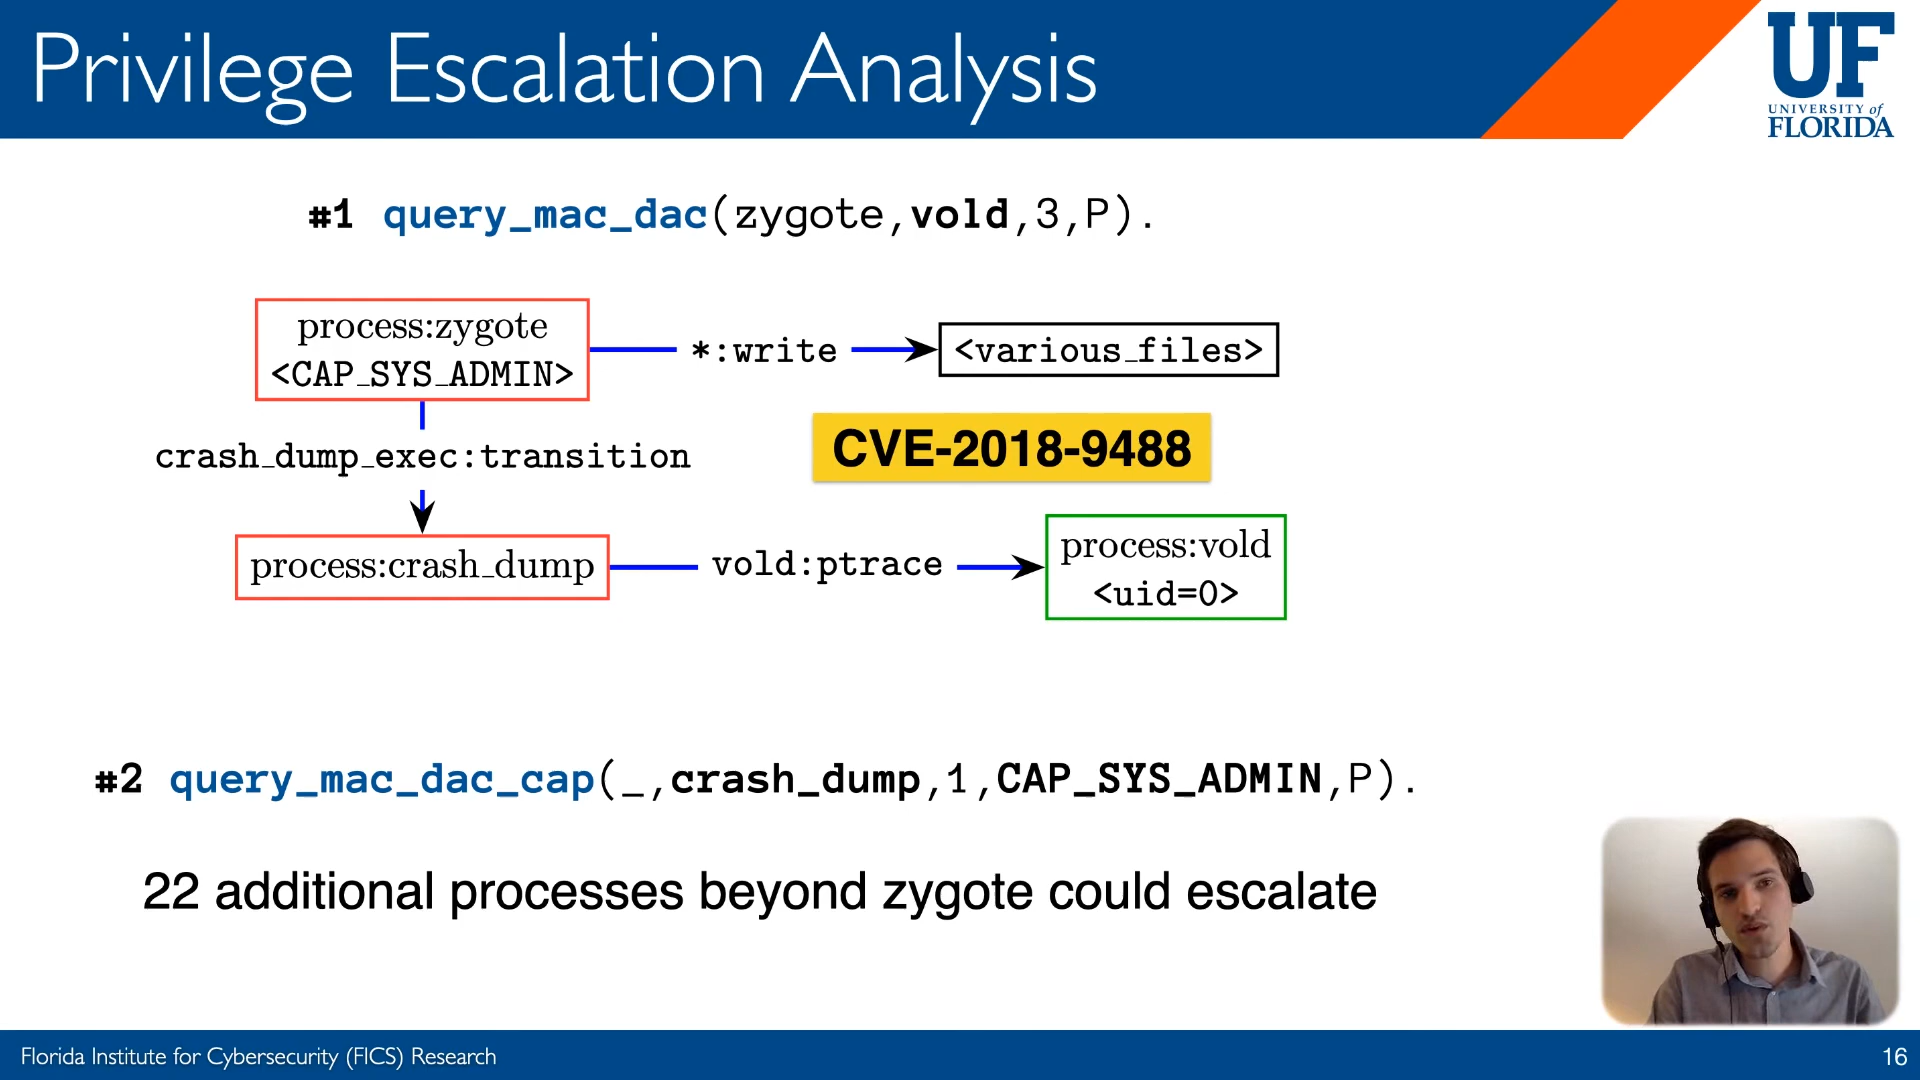 Privilege Escalation Analysis
UF
UNIVERSITY of
FLORIDA
#1 query_mac_dac(zygote,vold,3,P).
process:zygote
<CAP_SYS_ADMIN>
*:write
<various_files>
CVE-2018-9488
crash_dump_exec:transition
process:crash_dump
vold:ptrace
process:vold
<uid=0>
#2 query_mac_dac_cap(_,crash_dump,1,CAP_SYS_ADMIN,P).
22 additional processes beyond zygote could escalate
Florida Institute for Cybersecurity (FICS) Research
16